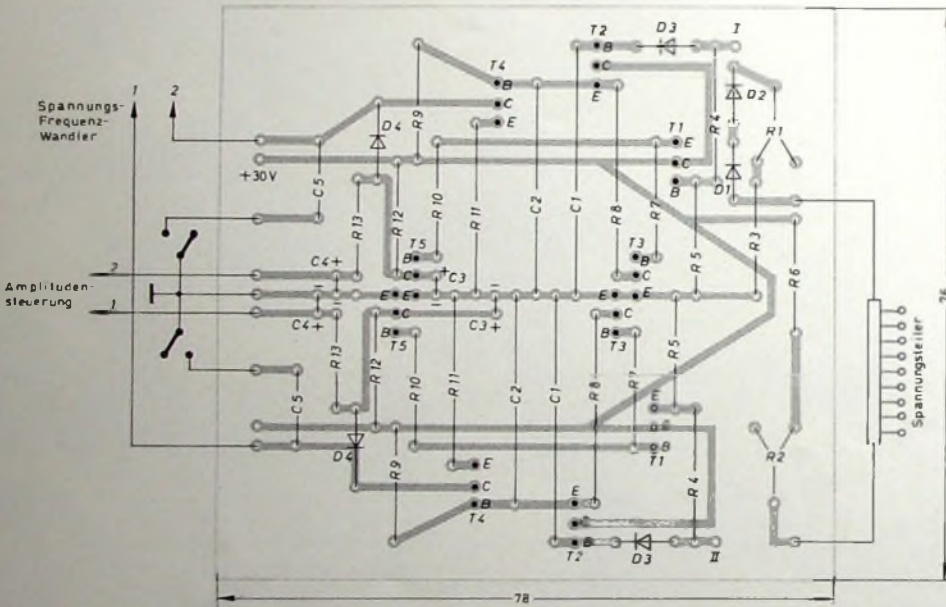 Spannungs-
Frequenz-
Wandler
1
2
+30V
Amplituden-
steuerung
2
1
C5
D4
R9
T4
B
C
E
T2
B
C
E
D3
I
R4
D2
D1
R1
T1
E
C
B
R13
R12
R10
R11
C2
C1
R8
R7
R5
R3
R6
T5
B
C
E
+
C3
T3
B
C
E
E
C4+
C4+
C3+
R13
R12
C
B
T5
R10
R11
C2
C1
R8
C
B
T3
R7
R5
C5
D4
R9
E
C
B
T4
E
B
T2
D3
II
R4
B
T1
R2
Spannungsteiler
78